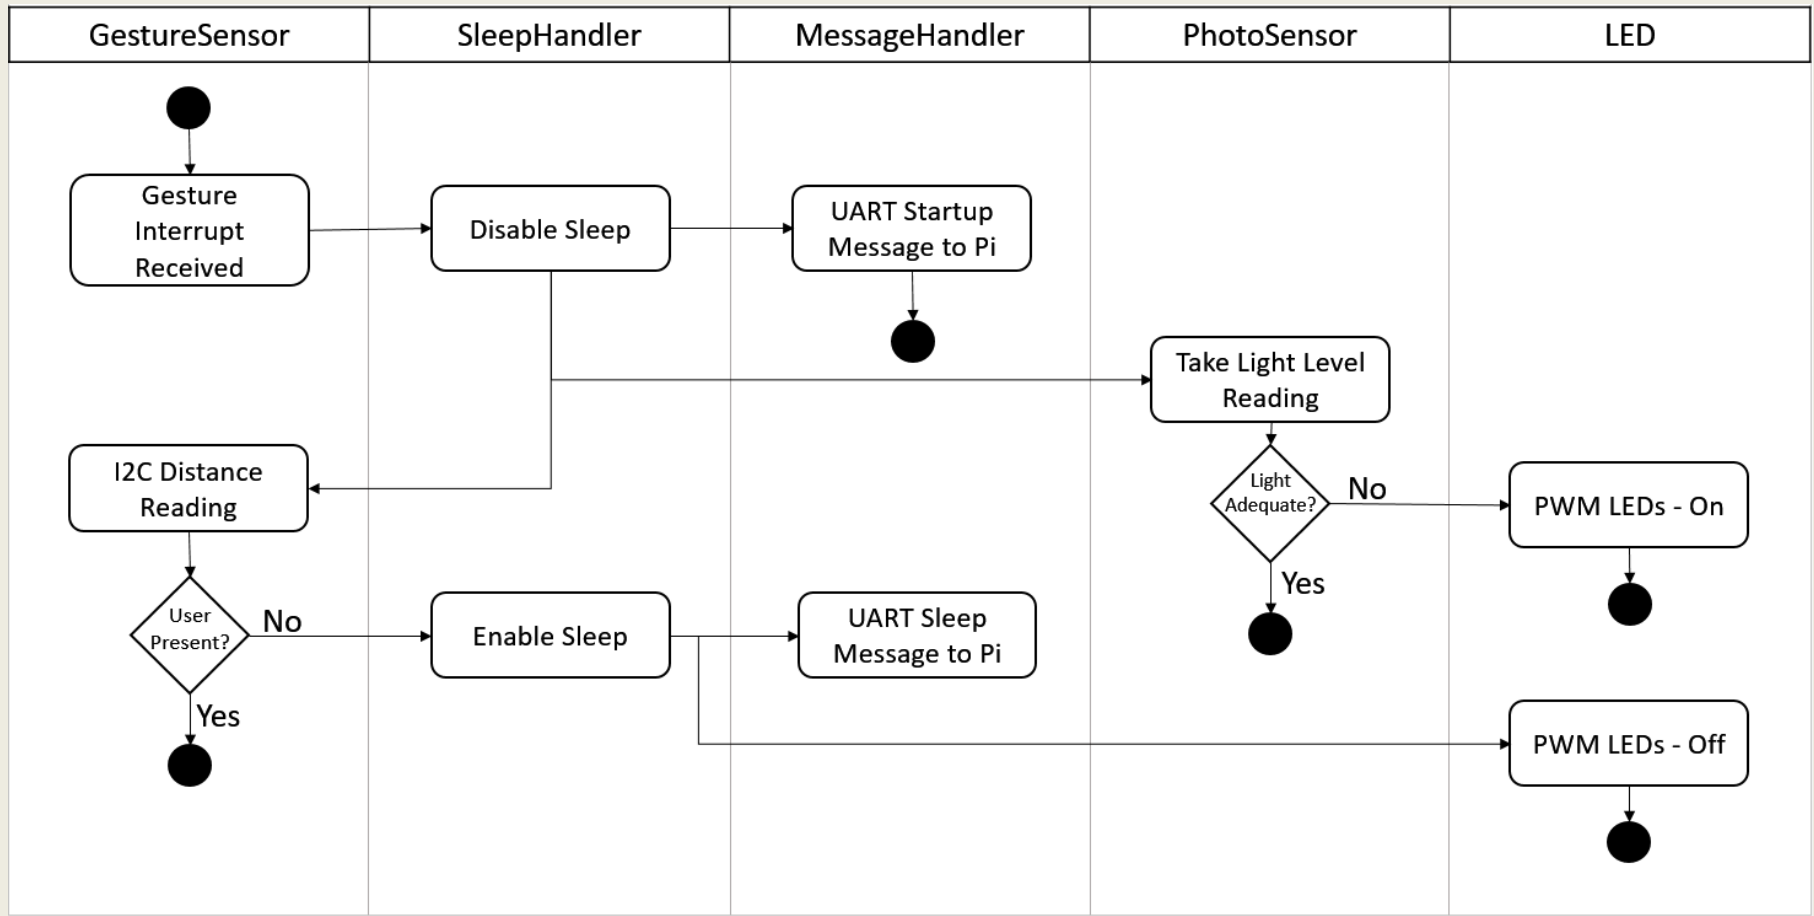 GestureSensor
SleepHandler
MessageHandler
PhotoSensor
LED
Gesture
Interrupt
Received
Disable Sleep
UART Startup
Message to Pi
Take Light Level
Reading
I2C Distance
Reading
Light
Adequate?
No
PWM LEDs - On
Yes
User
Present?
No
Enable Sleep
UART Sleep
Message to Pi
Yes
PWM LEDs - Off